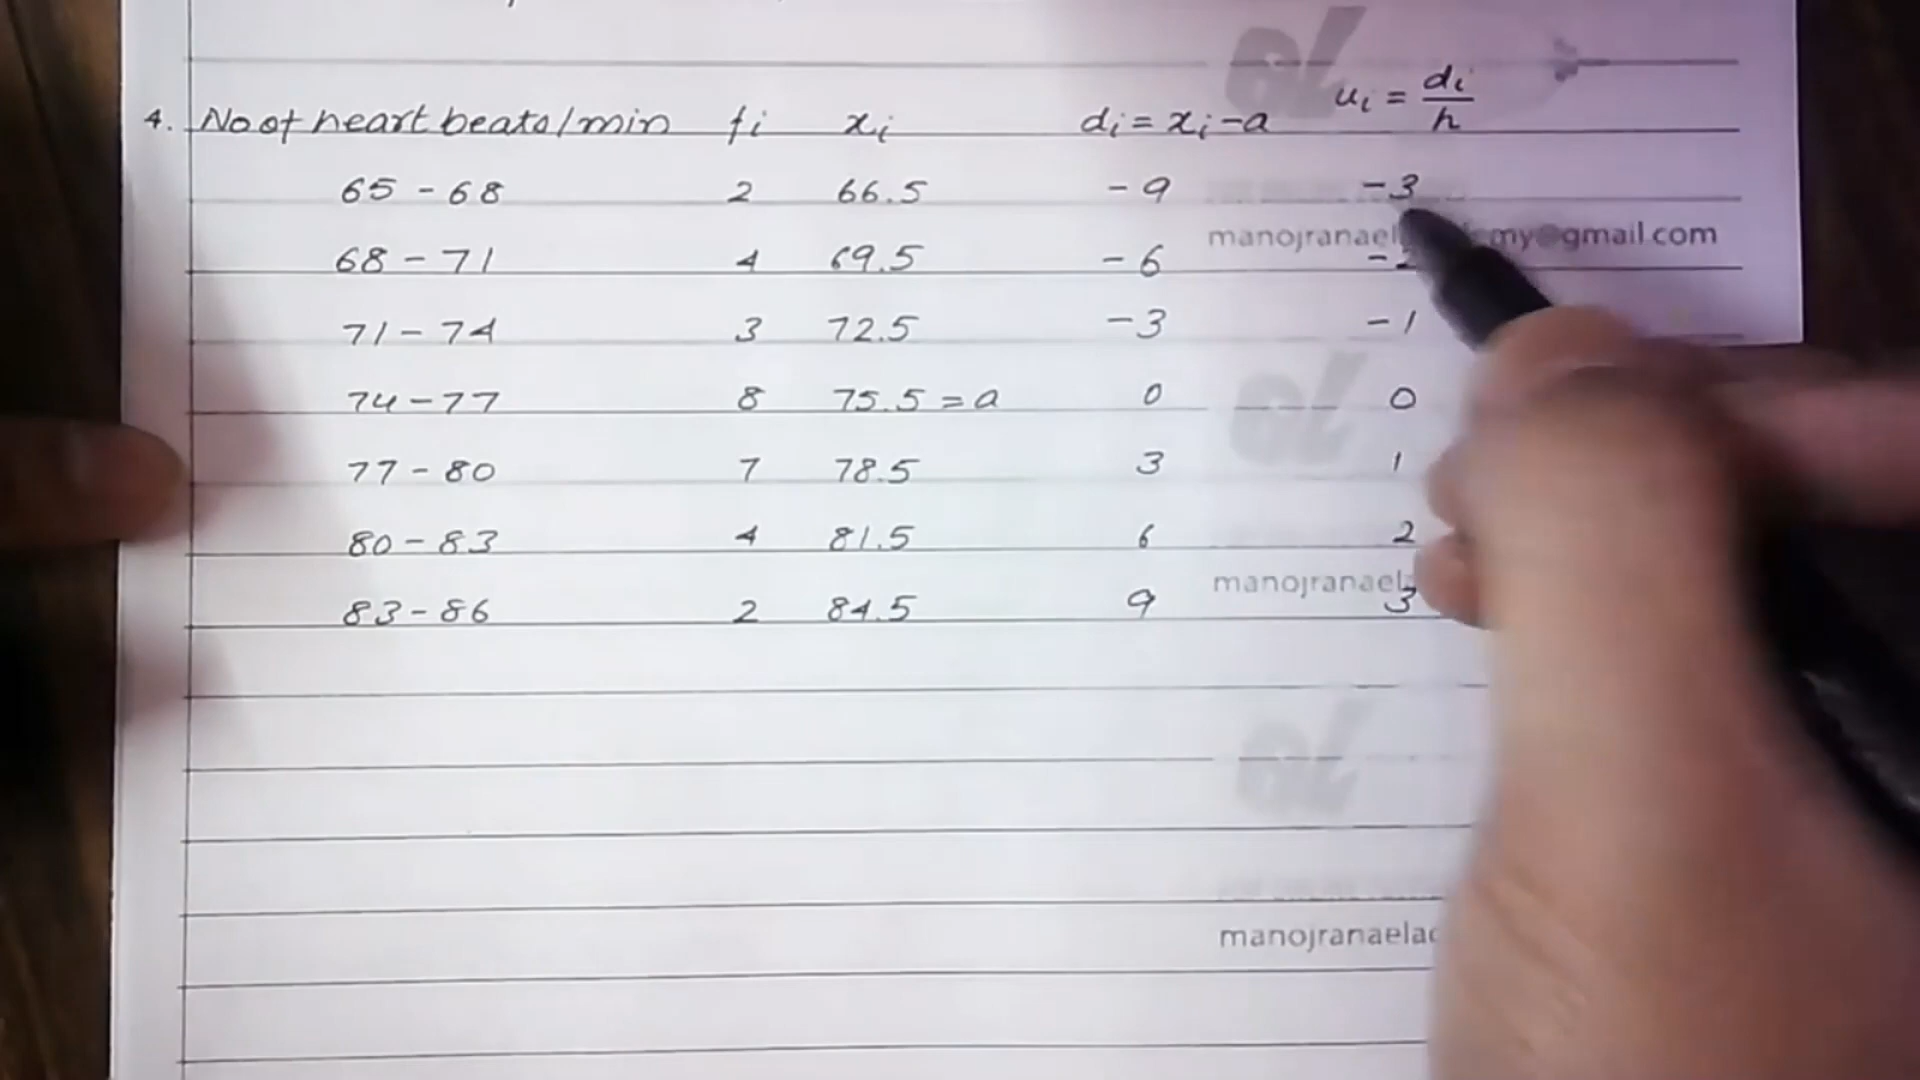 4. No of heart beats/min fi xi di = xi - a ui = di/h
65 - 68 2 66.5 - 9 - 3
manojranael my@gmail.com
68 - 71 4 69.5 - 6 - 2
71 - 74 3 72.5 - 3 - 1
74 - 77 8 75.5 = a 0 0
77 - 80 7 78.5 3 1
80 - 83 4 81.5 6 2
manojranael
83 - 86 2 84.5 9 3
manojranaelac